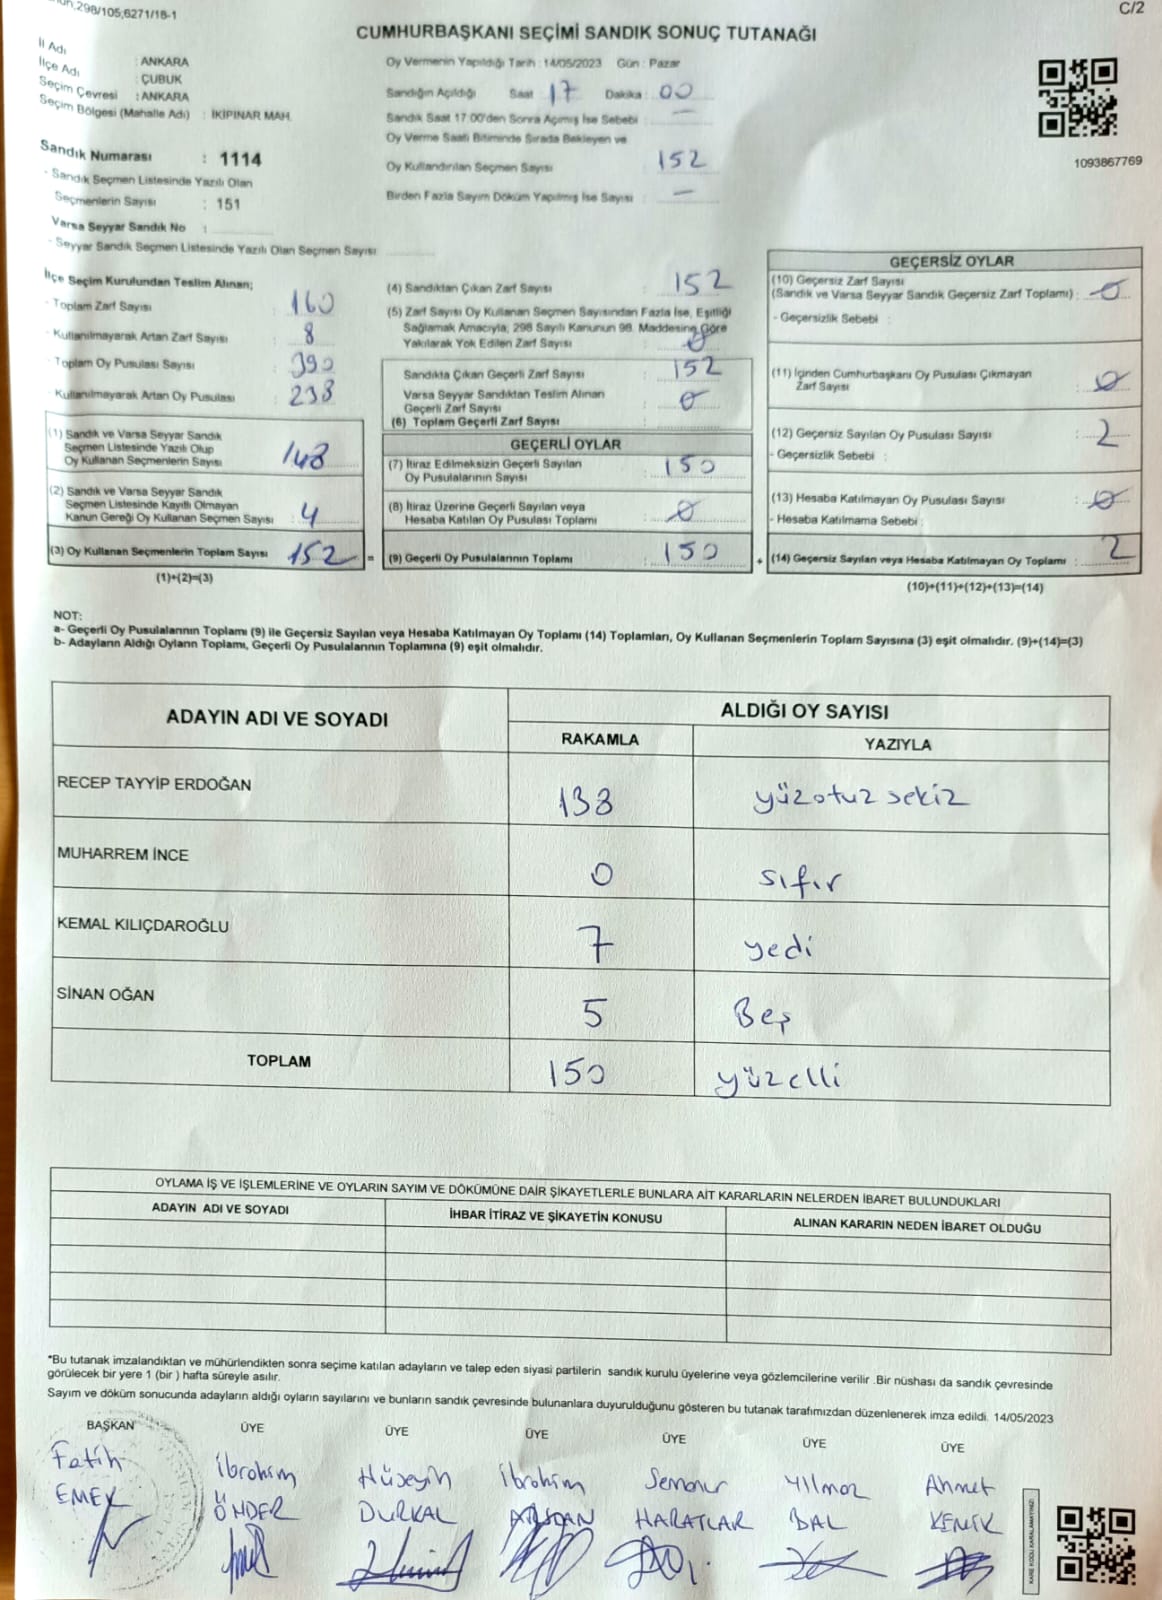 298/105;6271/18-1
C/2
CUMHURBAŞKANI SEÇİMİ SANDIK SONUÇ TUTANAĞI
İl Adı : ANKARA
İlçe Adı : ÇUBUK
Seçim Çevresi : ANKARA
Seçim Bölgesi (Mahalle Adı) : İKİPINAR MAH.
Sandık Numarası : 1114
- Sandık Seçmen Listesinde Yazılı Olan
Seçmenlerin Sayısı : 151
Varsa Seyyar Sandık No :
- Seyyar Sandık Seçmen Listesinde Yazılı Olan Seçmen Sayısı
Oy Vermenin Yapıldığı Tarih : 14/05/2023 Gün : Pazar
Sandığın Açıldığı Saat : 17 Dakika : 00
Sandık Saat 17.00'den Sonra Açımış İse Sebebi : —
Oy Verme Saati Bitiminde Sırada Bekleyen ve
Oy Kullandırılan Seçmen Sayısı : 152
Birden Fazla Sayım Döküm Yapılmış İse Sayısı : —
1093867769
İlçe Seçim Kurulundan Teslim Alınan;
- Toplam Zarf Sayısı : 160
- Kullanılmayarak Artan Zarf Sayısı : 8
- Toplam Oy Pusulası Sayısı : 390
- Kullanılmayarak Artan Oy Pusulası : 238
(1) Sandık ve Varsa Seyyar Sandık
Seçmen Listesinde Yazılı Olup
Oy Kullanan Seçmenlerin Sayısı : 148
(2) Sandık ve Varsa Seyyar Sandık
Seçmen Listesinde Kayıtlı Olmayan
Kanun Gereği Oy Kullanan Seçmen Sayısı : 4
(3) Oy Kullanan Seçmenlerin Toplam Sayısı : 152 =
(1)+(2)=(3)
(4) Sandıktan Çıkan Zarf Sayısı : 152
(5) Zarf Sayısı Oy Kullanan Seçmen Sayısından Fazla İse, Eşitliği
Sağlamak Amacıyla, 298 Sayılı Kanunun 98. Maddesine Göre
Yakılarak Yok Edilen Zarf Sayısı : 0
Sandıkta Çıkan Geçerli Zarf Sayısı : 152
Varsa Seyyar Sandıktan Teslim Alınan
Geçerli Zarf Sayısı : 0
(6) Toplam Geçerli Zarf Sayısı :
GEÇERLİ OYLAR
(7) İtiraz Edilmeksizin Geçerli Sayılan
Oy Pusulalarının Sayısı : 150
(8) İtiraz Üzerine Geçerli Sayılan veya
Hesaba Katılan Oy Pusulası Toplamı : 0
(9) Geçerli Oy Pusulalarının Toplamı : 150 +
GEÇERSİZ OYLAR
(10) Geçersiz Zarf Sayısı
(Sandık ve Varsa Seyyar Sandık Geçersiz Zarf Toplamı) : 0
- Geçersizlik Sebebi :
(11) İçinden Cumhurbaşkanı Oy Pusulası Çıkmayan
Zarf Sayısı : 0
(12) Geçersiz Sayılan Oy Pusulası Sayısı : 2
- Geçersizlik Sebebi :
(13) Hesaba Katılmayan Oy Pusulası Sayısı : 0
- Hesaba Katılmama Sebebi :
(14) Geçersiz Sayılan veya Hesaba Katılmayan Oy Toplamı : 2
(10)+(11)+(12)+(13)=(14)
NOT:
a- Geçerli Oy Pusulalarının Toplamı (9) ile Geçersiz Sayılan veya Hesaba Katılmayan Oy Toplamı (14) Toplamları, Oy Kullanan Seçmenlerin Toplam Sayısına (3) eşit olmalıdır. (9)+(14)=(3)
b- Adayların Aldığı Oyların Toplamı, Geçerli Oy Pusulalarının Toplamına (9) eşit olmalıdır.
ADAYIN ADI VE SOYADI ALDIĞI OY SAYISI
RAKAMLA YAZIYLA
RECEP TAYYİP ERDOĞAN 138 yüzotuz sekiz
MUHARREM İNCE 0 sıfır
KEMAL KILIÇDAROĞLU 7 yedi
SİNAN OĞAN 5 Beş
TOPLAM 150 yüzelli
OYLAMA İŞ VE İŞLEMLERİNE VE OYLARIN SAYIM VE DÖKÜMÜNE DAİR ŞİKAYETLERLE BUNLARA AİT KARARLARIN NELERDEN İBARET BULUNDUKLARI
ADAYIN ADI VE SOYADI İHBAR İTİRAZ VE ŞİKAYETİN KONUSU ALINAN KARARIN NEDEN İBARET OLDUĞU
*Bu tutanak imzalandıktan ve mühürlendikten sonra seçime katılan adayların ve talep eden siyasi partilerin sandık kurulu üyelerine veya gözlemcilerine verilir .Bir nüshası da sandık çevresinde
görülecek bir yere 1 (bir ) hafta süreyle asılır.
Sayım ve döküm sonucunda adayların aldığı oyların sayılarını ve bunların sandık çevresinde bulunanlara duyurulduğunu gösteren bu tutanak tarafımızdan düzenlenerek imza edildi. 14/05/2023
BAŞKAN ÜYE ÜYE ÜYE ÜYE ÜYE ÜYE
Fatih İbrahim Hüseyin İbrahim Semanur Yılmaz Ahmet
EMEK ÖNDER DURKAL ARSLAN HARATLAR BAL KEMİK
KARE KODU KARALAMAYINIZ!